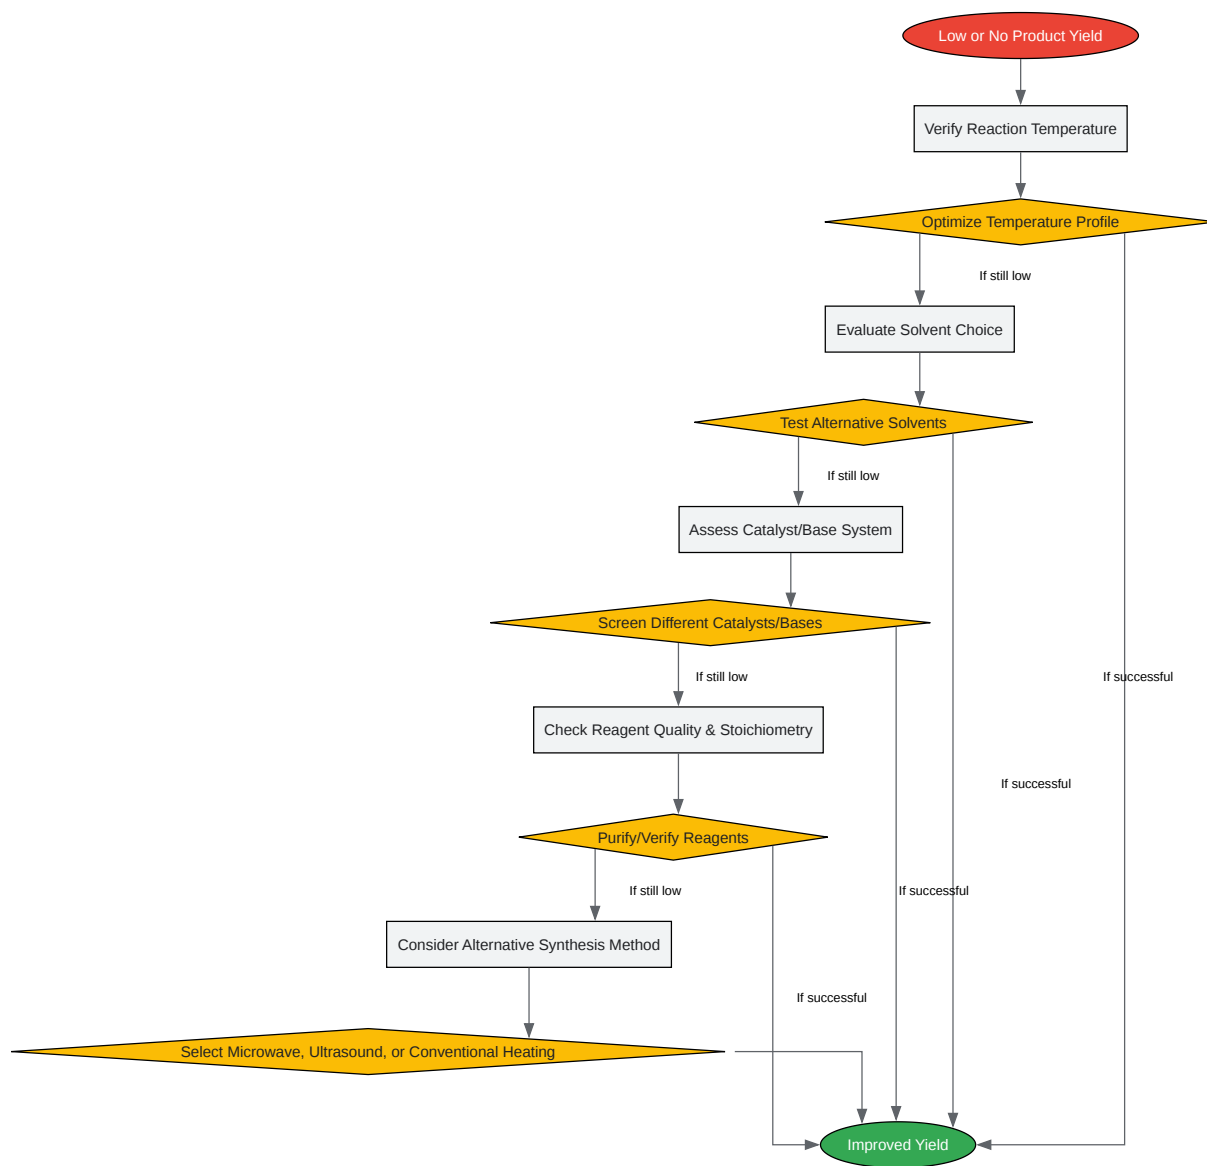 Low or No Product Yield
Verify Reaction Temperature
Optimize Temperature Profile
If still low
Evaluate Solvent Choice
Test Alternative Solvents
If still low
Assess Catalyst/Base System
Screen Different Catalysts/Bases
If still low
If successful
Check Reagent Quality & Stoichiometry
If successful
Purify/Verify Reagents
If still low
If successful
Consider Alternative Synthesis Method
If successful
Select Microwave, Ultrasound, or Conventional Heating
Improved Yield